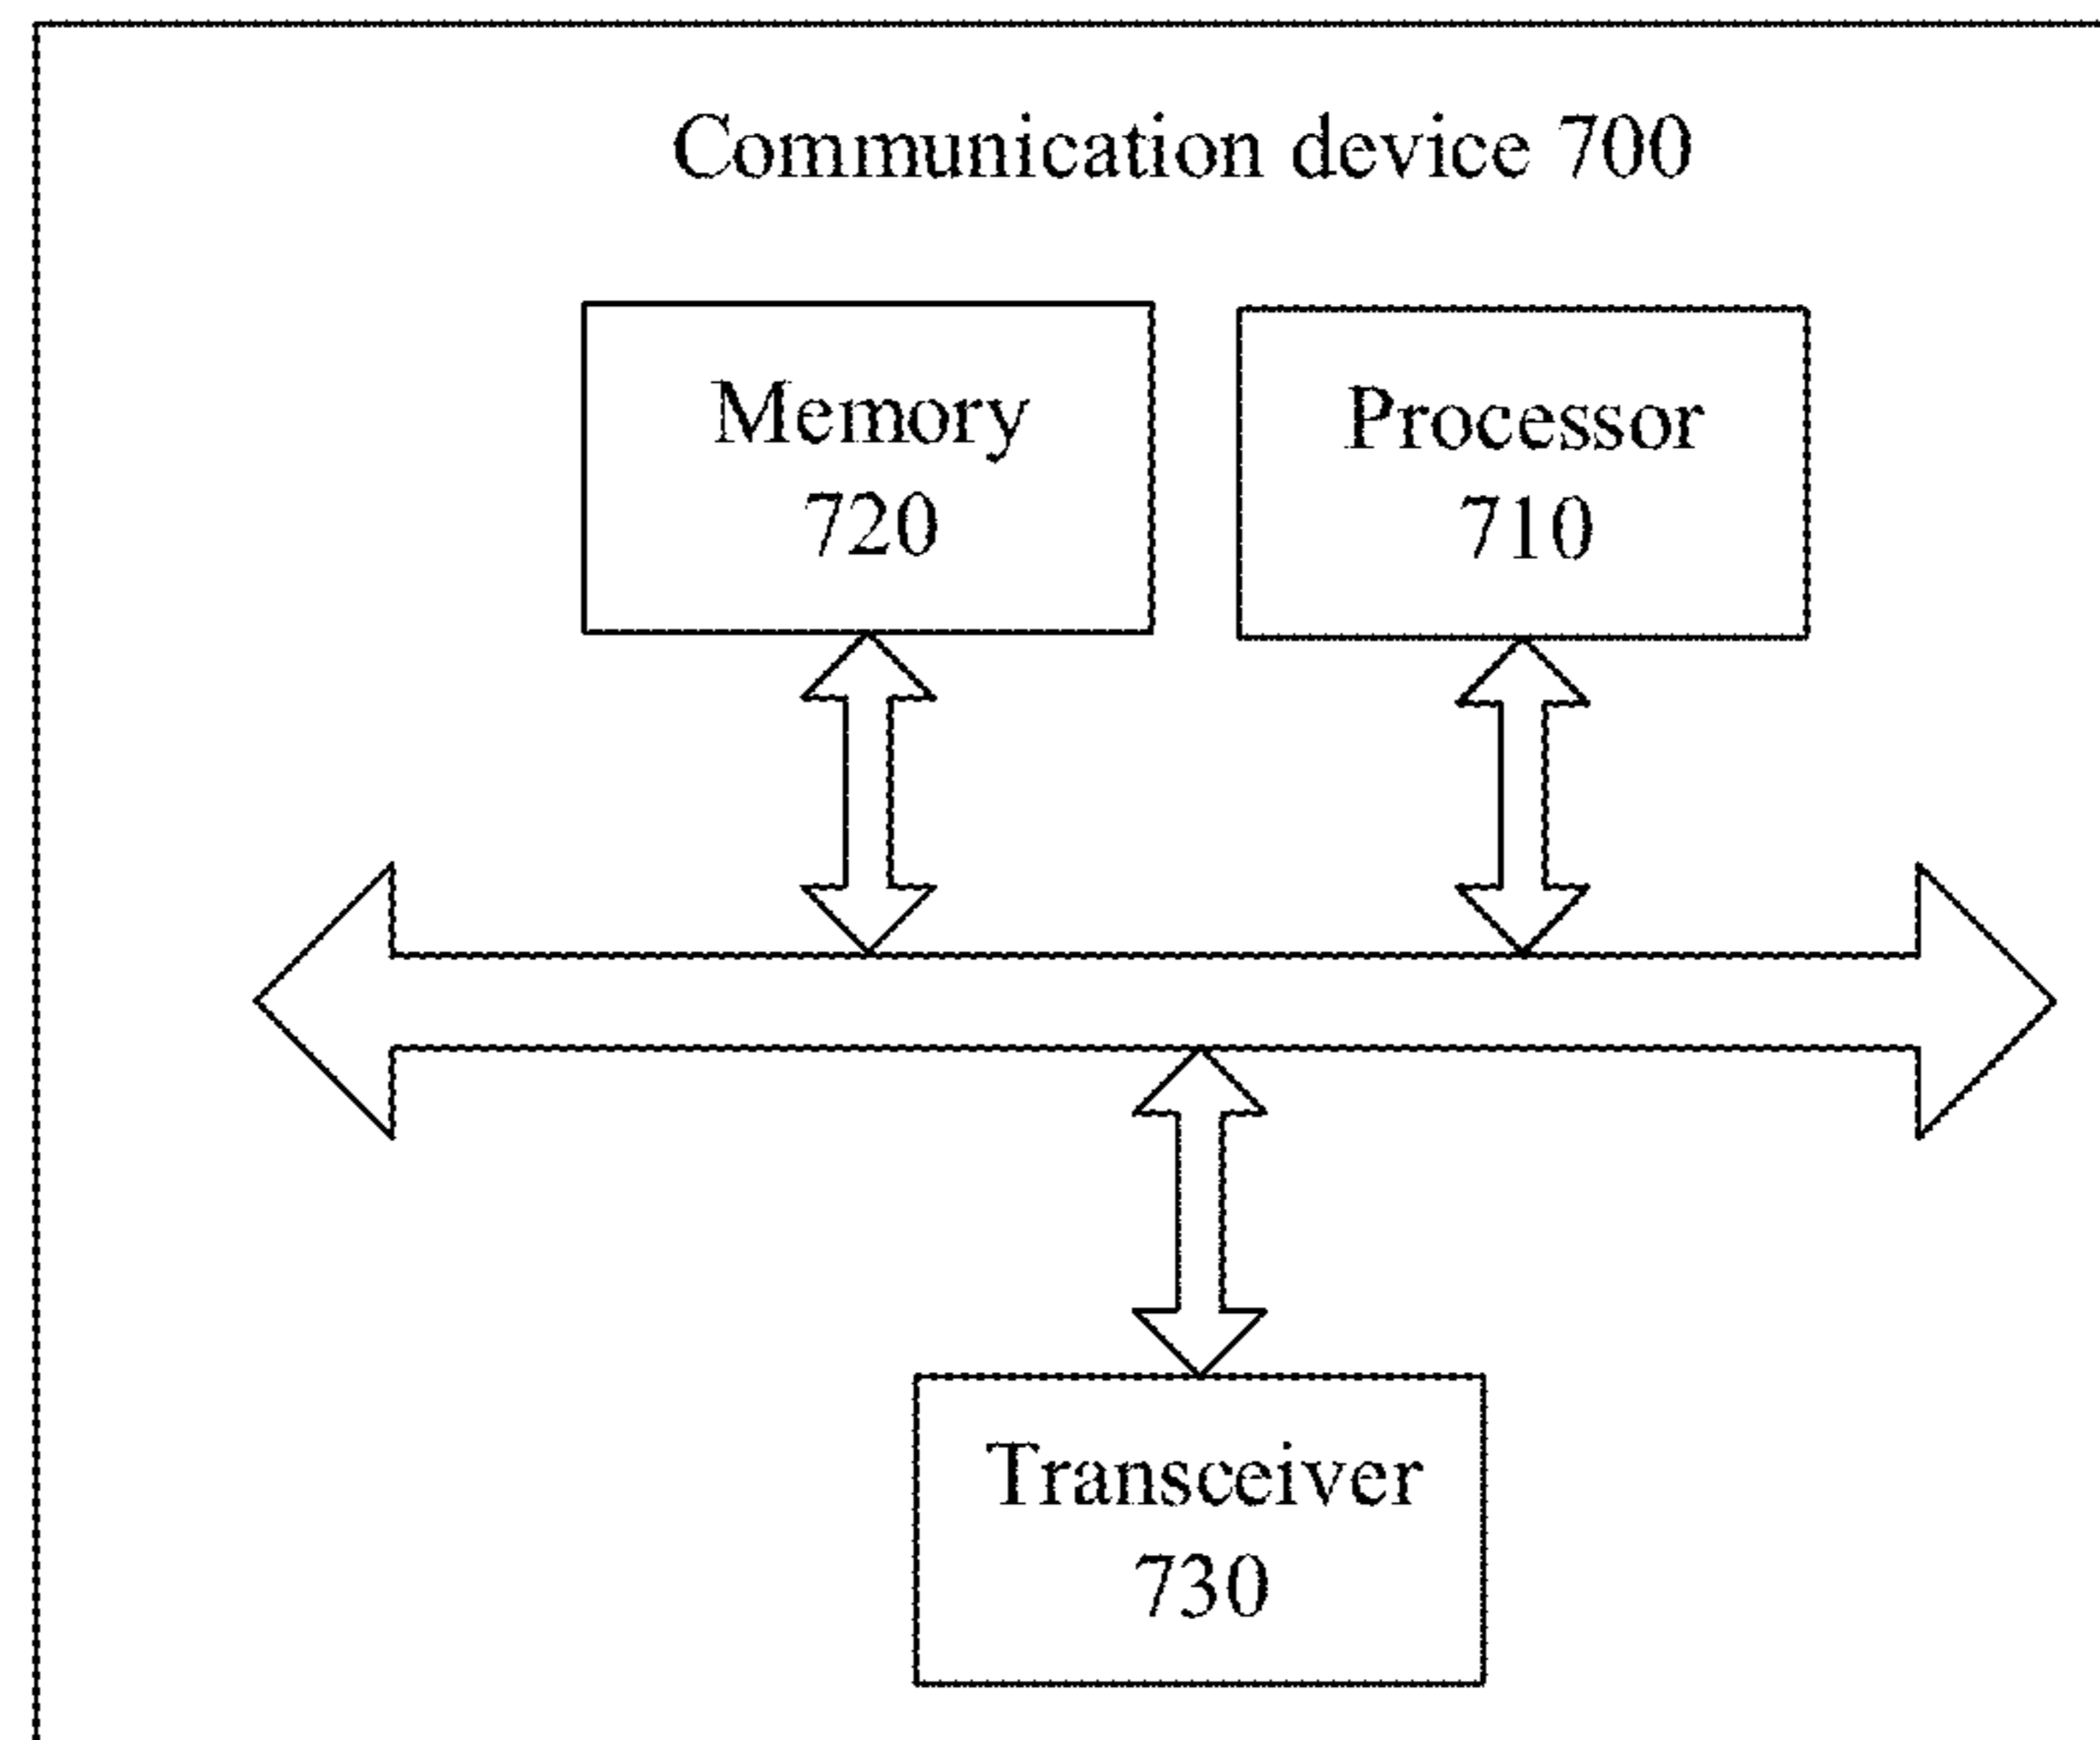 Communication device 700
Memory
720
Processor
710
Transceiver
730